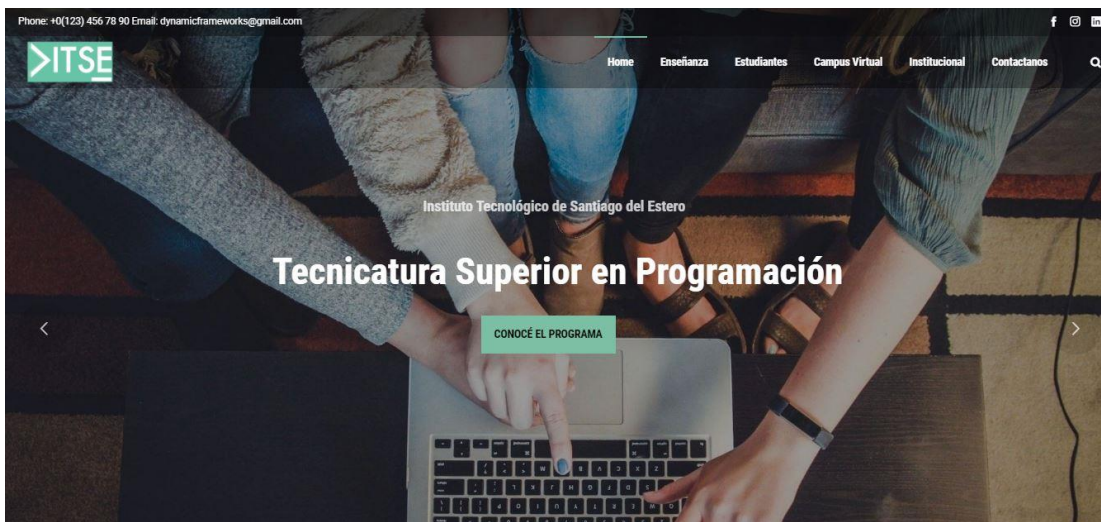 Phone: +0(123) 456 78 90 Email: dynamicframeworks@gmail.com
>ITSE
Home Enseñanza Estudiantes Campus Virtual Institucional Contactanos
Instituto Tecnológico de Santiago del Estero
Tecnicatura Superior en Programación
CONOCÉ EL PROGRAMA